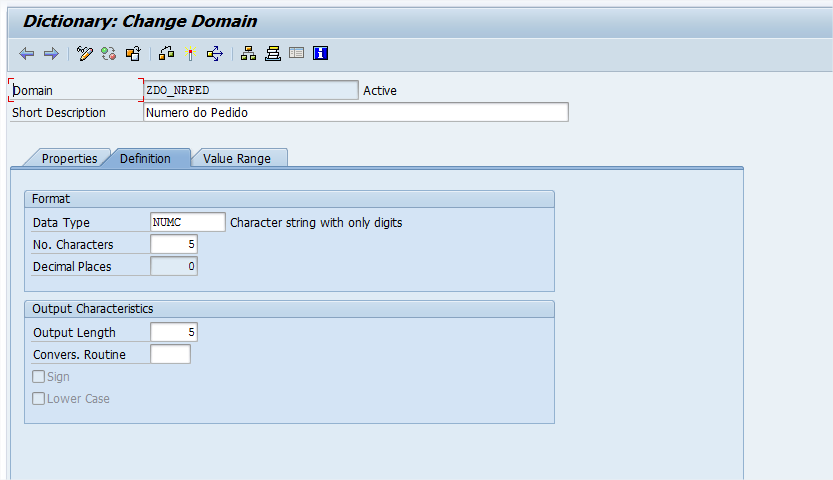 Dictionary: Change Domain
Domain ZDO_NRPED Active
Short Description Numero do Pedido
Properties Definition Value Range
Format
Data Type NUMC Character string with only digits
No. Characters 5
Decimal Places 0
Output Characteristics
Output Length 5
Convers. Routine
Sign
Lower Case